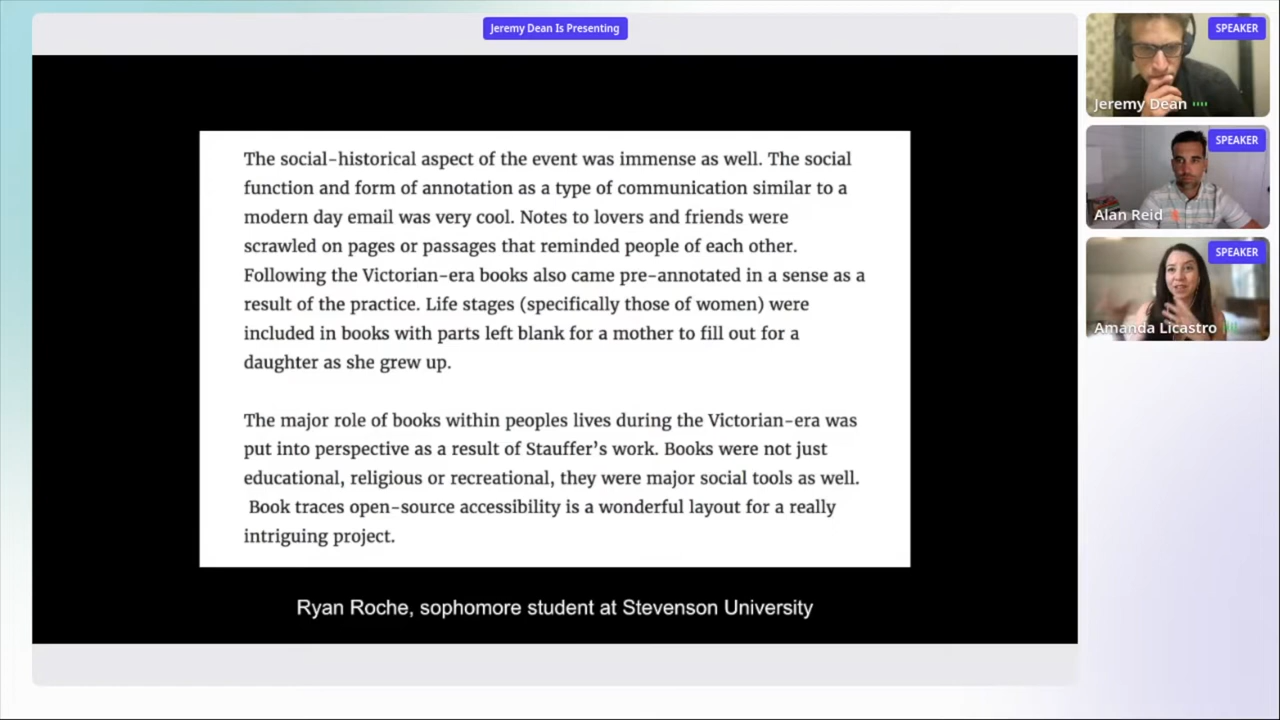 Jeremy Dean Is Presenting
The social-historical aspect of the event was immense as well. The social
function and form of annotation as a type of communication similar to a
modern day email was very cool. Notes to lovers and friends were
scrawled on pages or passages that reminded people of each other.
Following the Victorian-era books also came pre-annotated in a sense as a
result of the practice. Life stages (specifically those of women) were
included in books with parts left blank for a mother to fill out for a
daughter as she grew up.
The major role of books within peoples lives during the Victorian-era was
put into perspective as a result of Stauffer’s work. Books were not just
educational, religious or recreational, they were major social tools as well.
Book traces open-source accessibility is a wonderful layout for a really
intriguing project.
Ryan Roche, sophomore student at Stevenson University
SPEAKER
Jeremy Dean
SPEAKER
Alan Reid
SPEAKER
Amanda Licastro